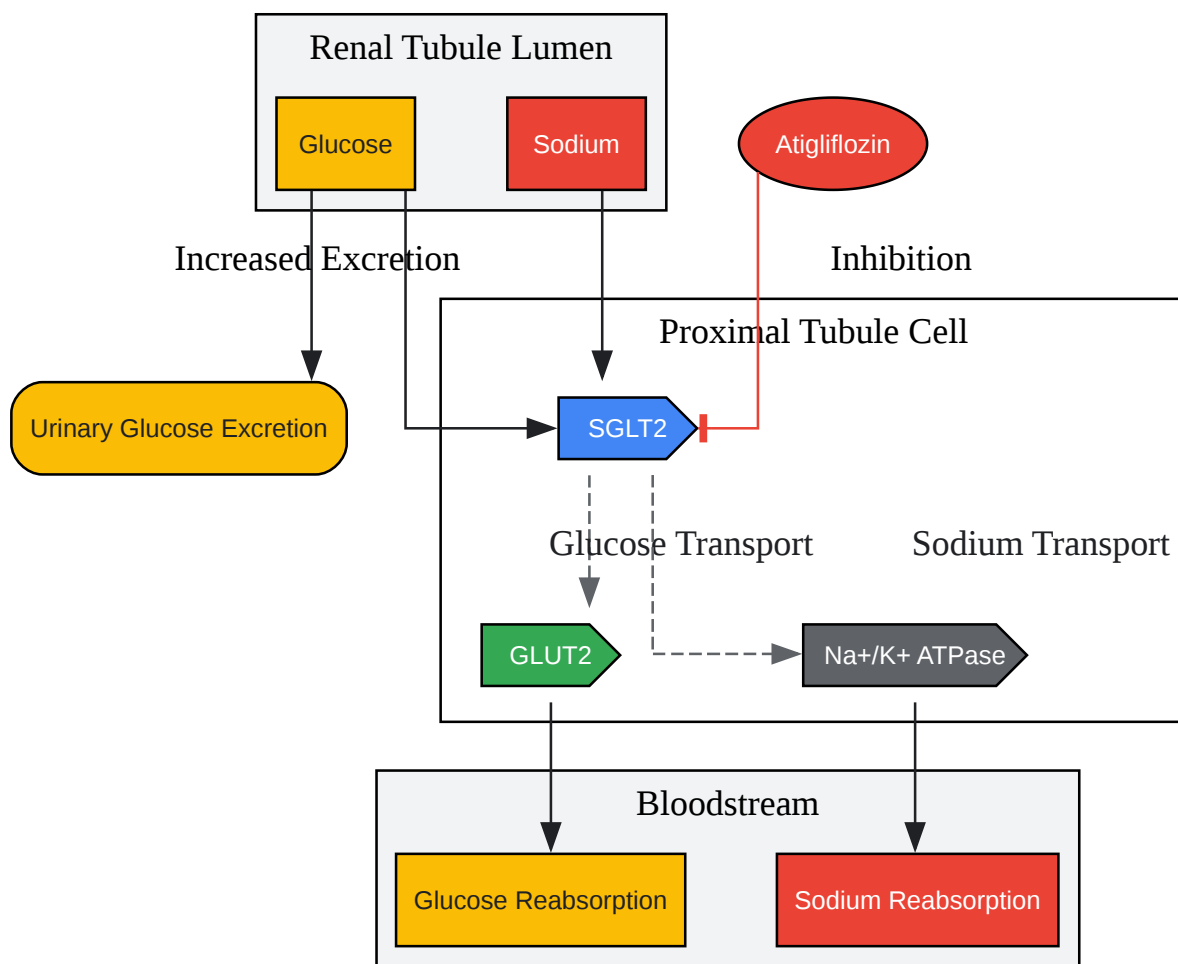 Renal Tubule Lumen
Glucose
Sodium
Atigliflozin
Increased Excretion
Inhibition
Proximal Tubule Cell
Urinary Glucose Excretion
SGLT2
Glucose Transport
Sodium Transport
GLUT2
Na+/K+ ATPase
Bloodstream
Glucose Reabsorption
Sodium Reabsorption